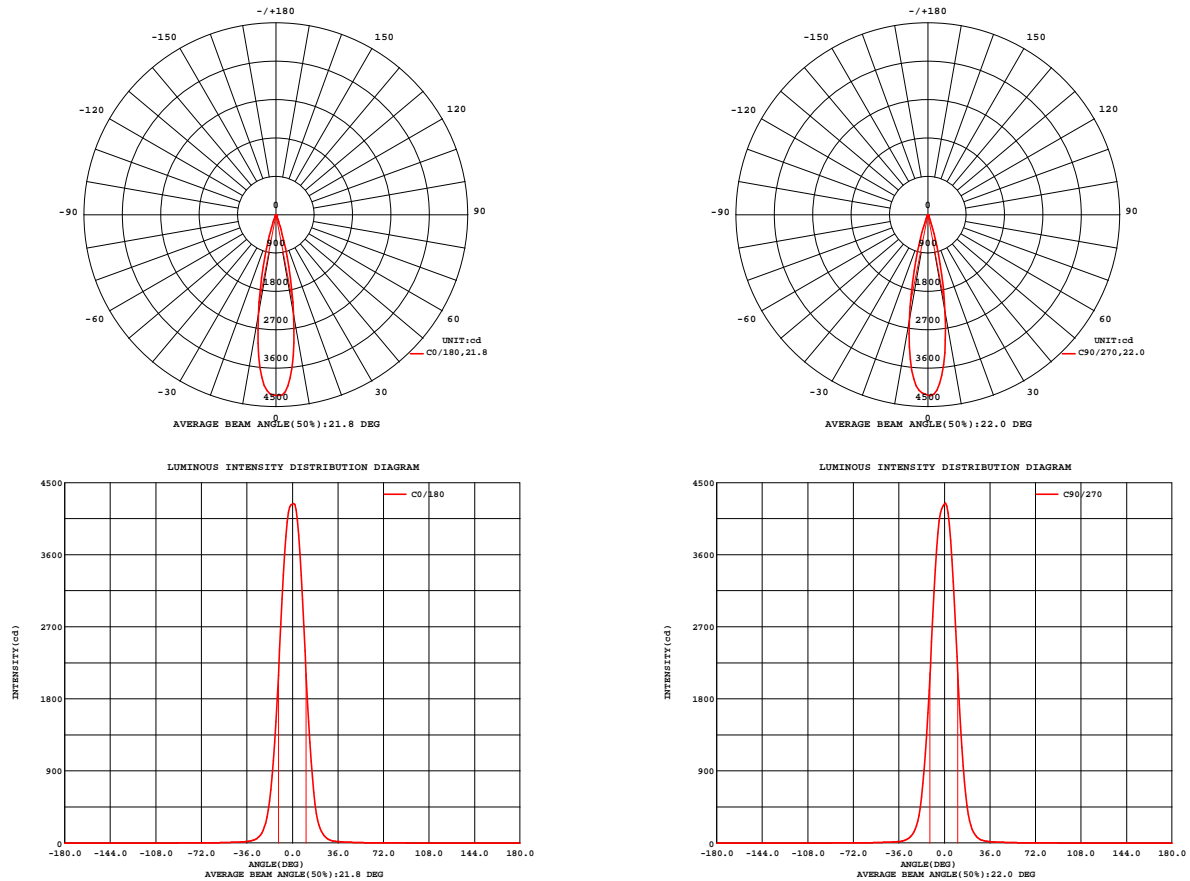 -/+180
-150 150
-120 120
-90 90
-60 60
-30 30
0
900
1800
2700
3600
4500
0
UNIT:cd
C0/180,21.8
AVERAGE BEAM ANGLE(50%):21.8 DEG
-/+180
-150 150
-120 120
-90 90
-60 60
-30 30
0
900
1800
2700
3600
4500
0
UNIT:cd
C90/270,22.0
AVERAGE BEAM ANGLE(50%):22.0 DEG
LUMINOUS INTENSITY DISTRIBUTION DIAGRAM
C0/180
INTENSITY(cd)
4500
3600
2700
1800
900
0
-180.0 -144.0 -108.0 -72.0 -36.0 0.0 36.0 72.0 108.0 144.0 180.0
ANGLE(DEG)
AVERAGE BEAM ANGLE(50%):21.8 DEG
LUMINOUS INTENSITY DISTRIBUTION DIAGRAM
C90/270
INTENSITY(cd)
4500
3600
2700
1800
900
0
-180.0 -144.0 -108.0 -72.0 -36.0 0.0 36.0 72.0 108.0 144.0 180.0
ANGLE(DEG)
AVERAGE BEAM ANGLE(50%):22.0 DEG